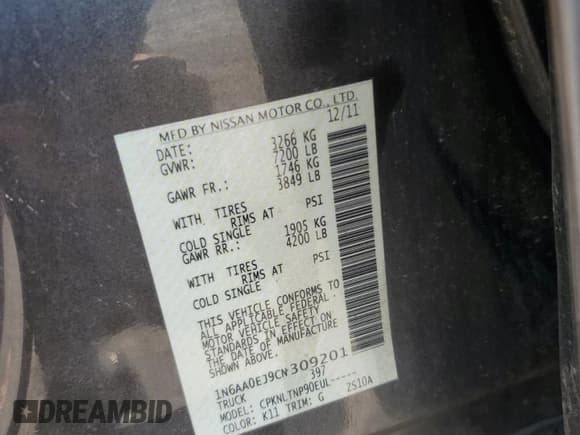 MFD BY NISSAN MOTOR CO., LTD.
DATE: 12/11
GVWR: 3266 KG
7200 LB
GAWR FR.: 1746 KG
3849 LB
WITH TIRES
RIMS AT PSI
COLD SINGLE
GAWR RR.: 1905 KG
4200 LB
WITH TIRES
RIMS AT PSI
COLD SINGLE
THIS VEHICLE CONFORMS TO
ALL APPLICABLE FEDERAL
MOTOR VEHICLE SAFETY
STANDARDS IN EFFECT ON
THE DATE OF MANUFACTURE
SHOWN ABOVE.
1N6AA0EJ9CN309201
TRUCK 397
MODEL: CPKNLTNP90EUL-----
COLOR: K11 TRIM: G 2S10A
REAMBID
DREAMBID